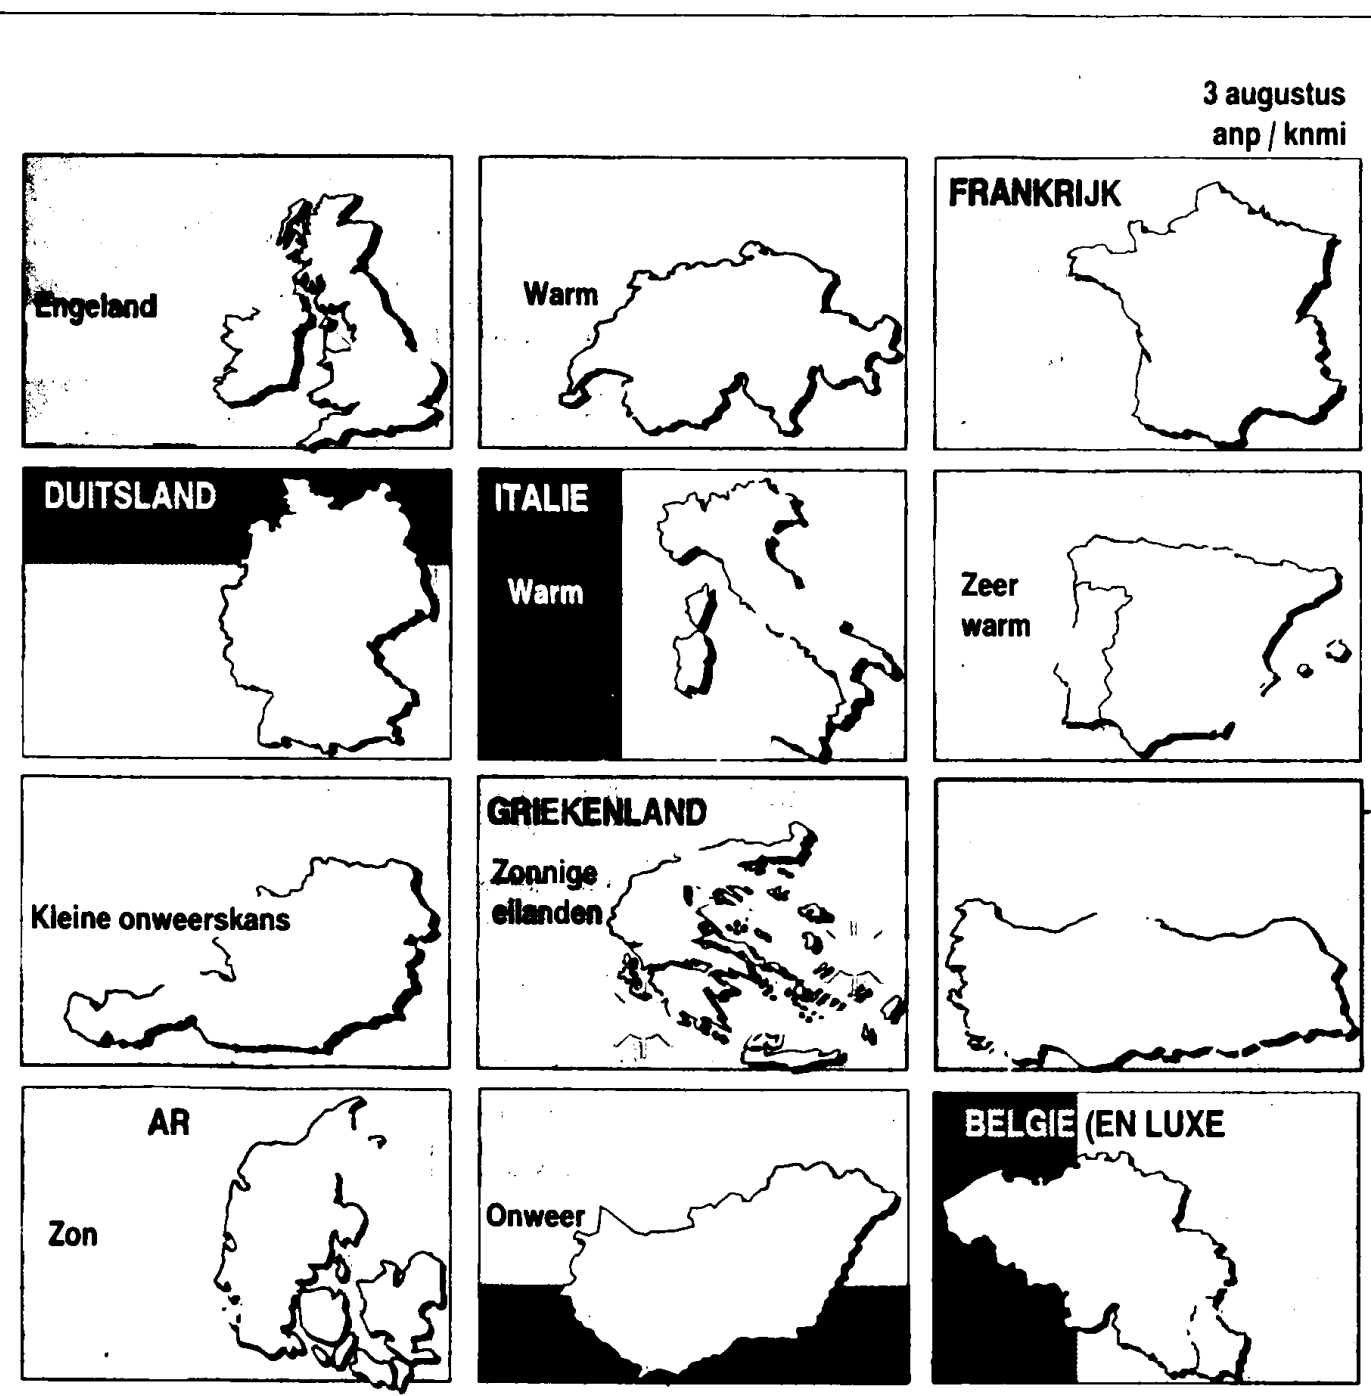 3 augustus
anp / knmi
Engeland
Warm
FRANKRIJK
DUITSLAND
ITALIE
Warm
Zeer
warm
Kleine onweerskans
GRIEKENLAND
Zonnige
eilanden
AR
Zon
Onweer
BELGIE (EN LUXE